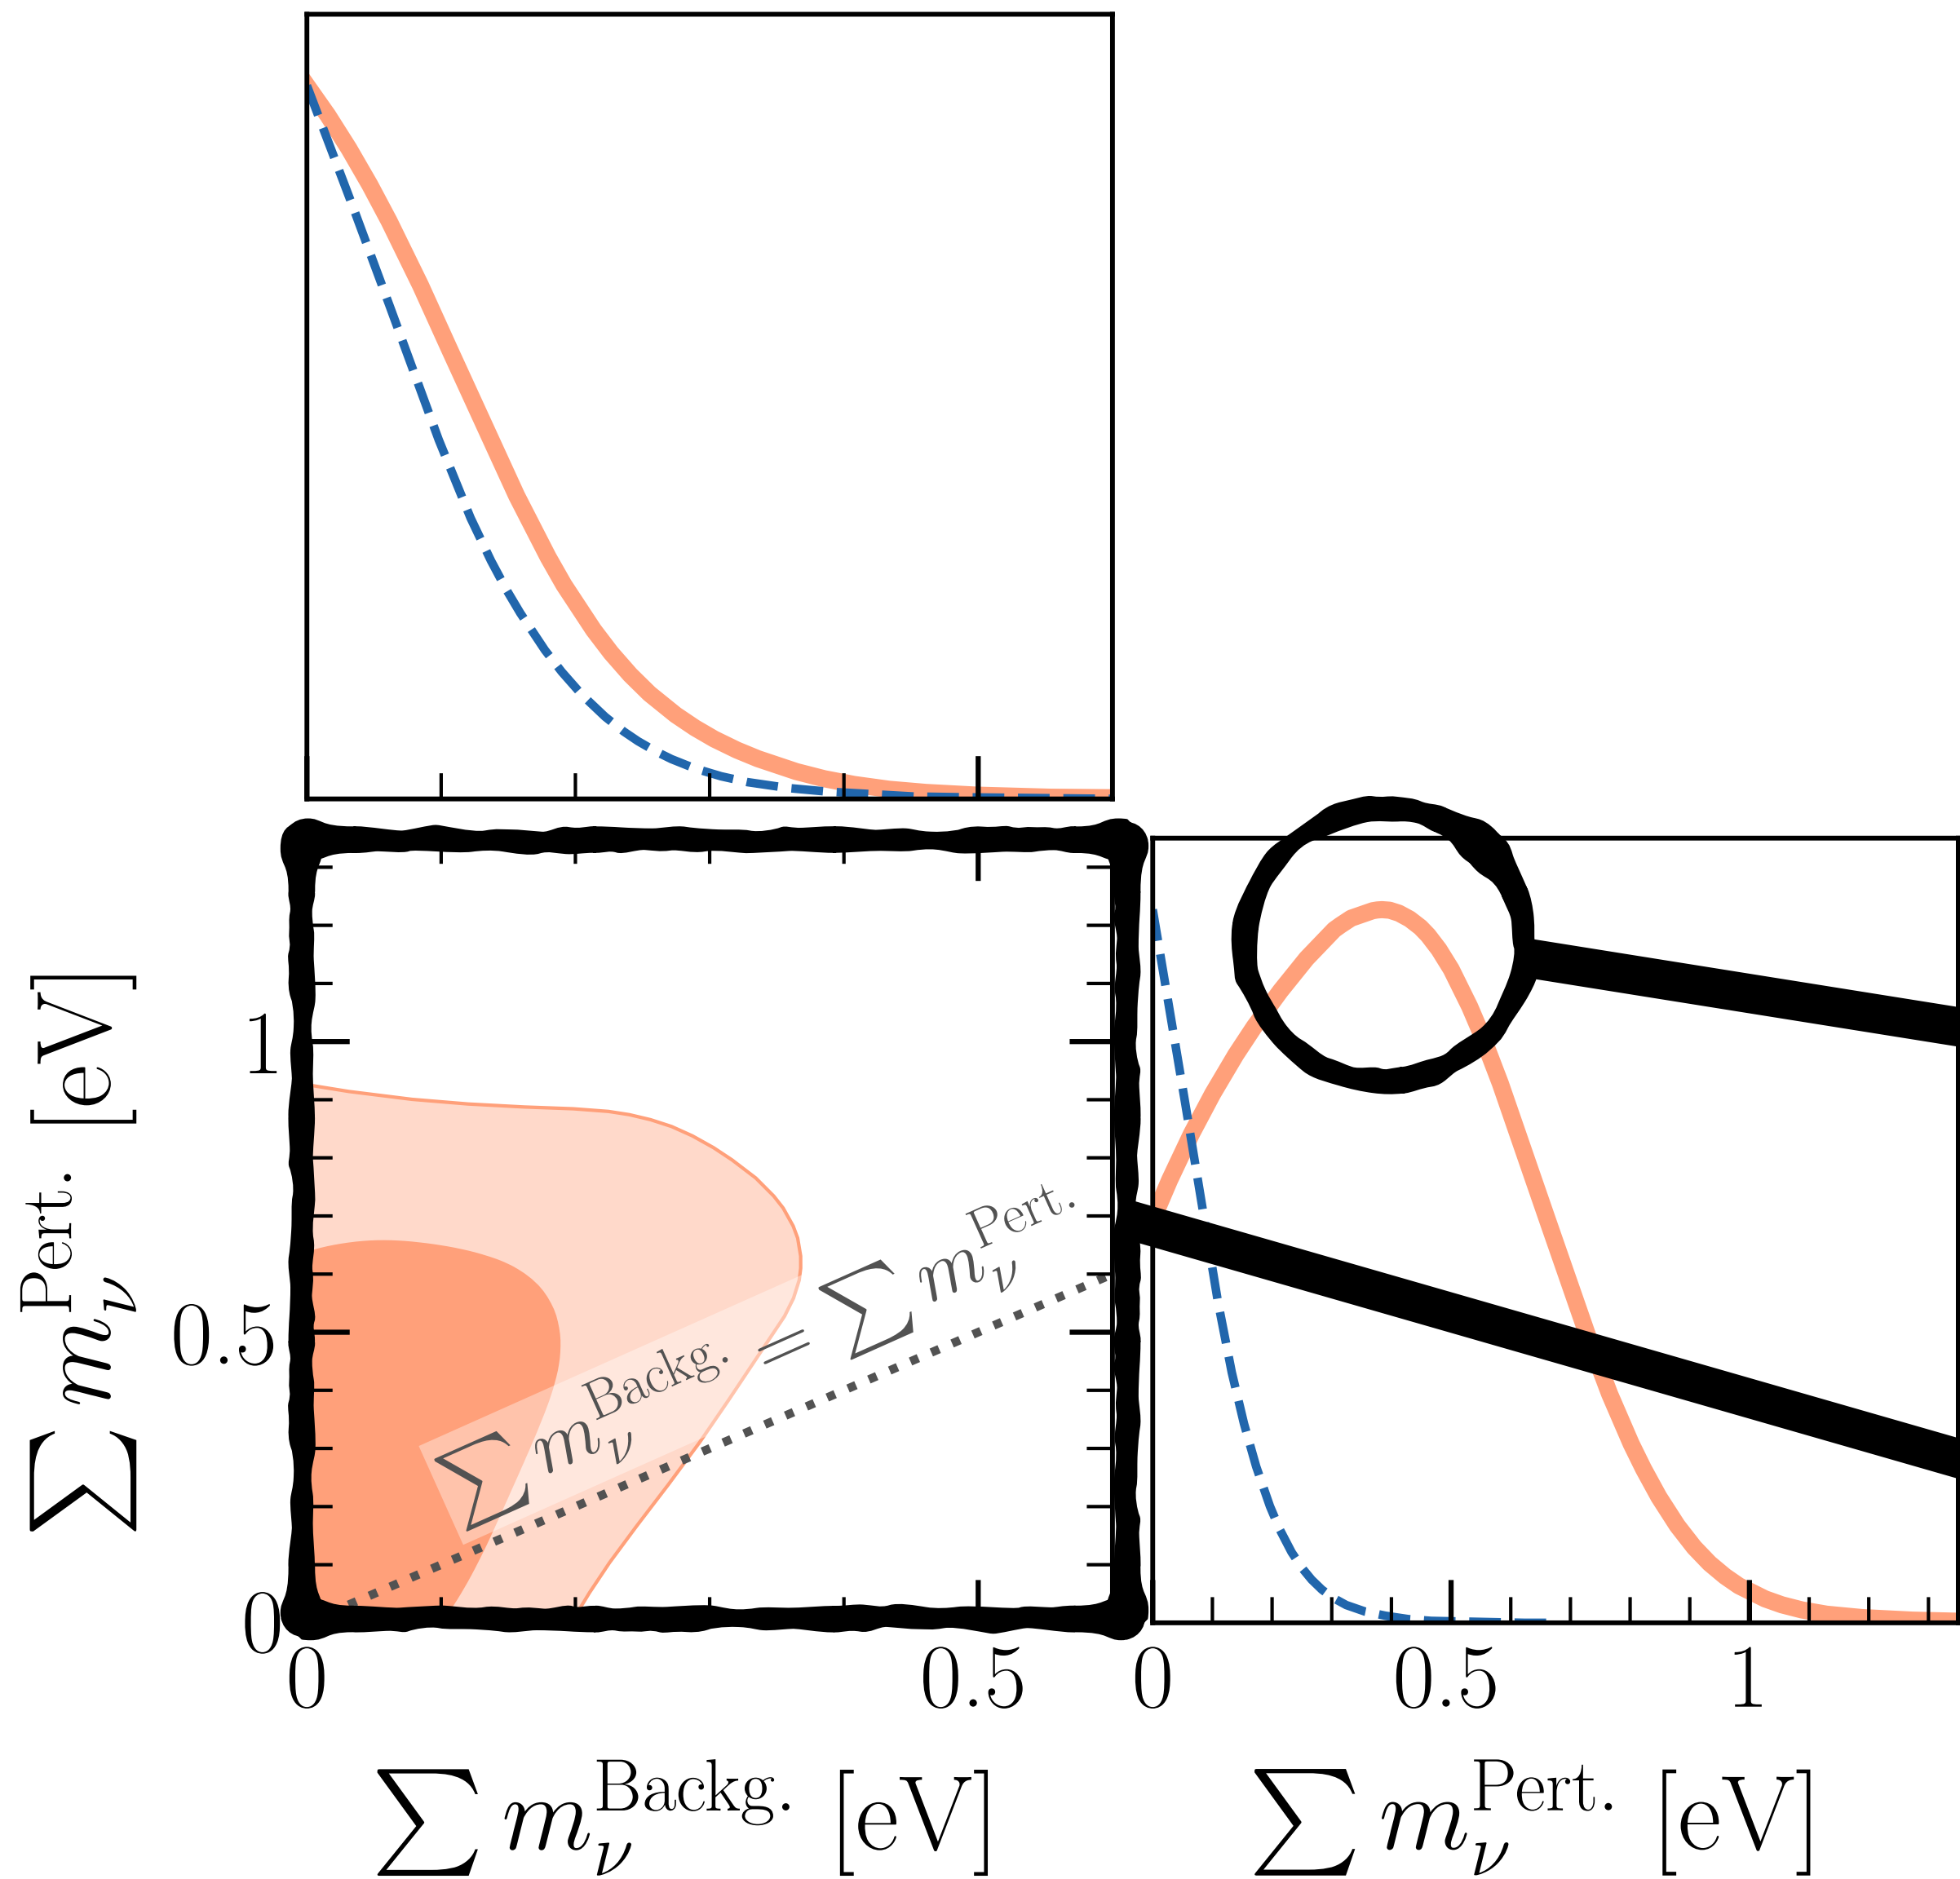 ∑ m_ν^Pert. [eV]
1
0.5
0
∑ m_ν^Backg. = ∑ m_ν^Pert.
0 0.5 0 0.5 1
∑ m_ν^Backg. [eV] ∑ m_ν^Pert. [eV]